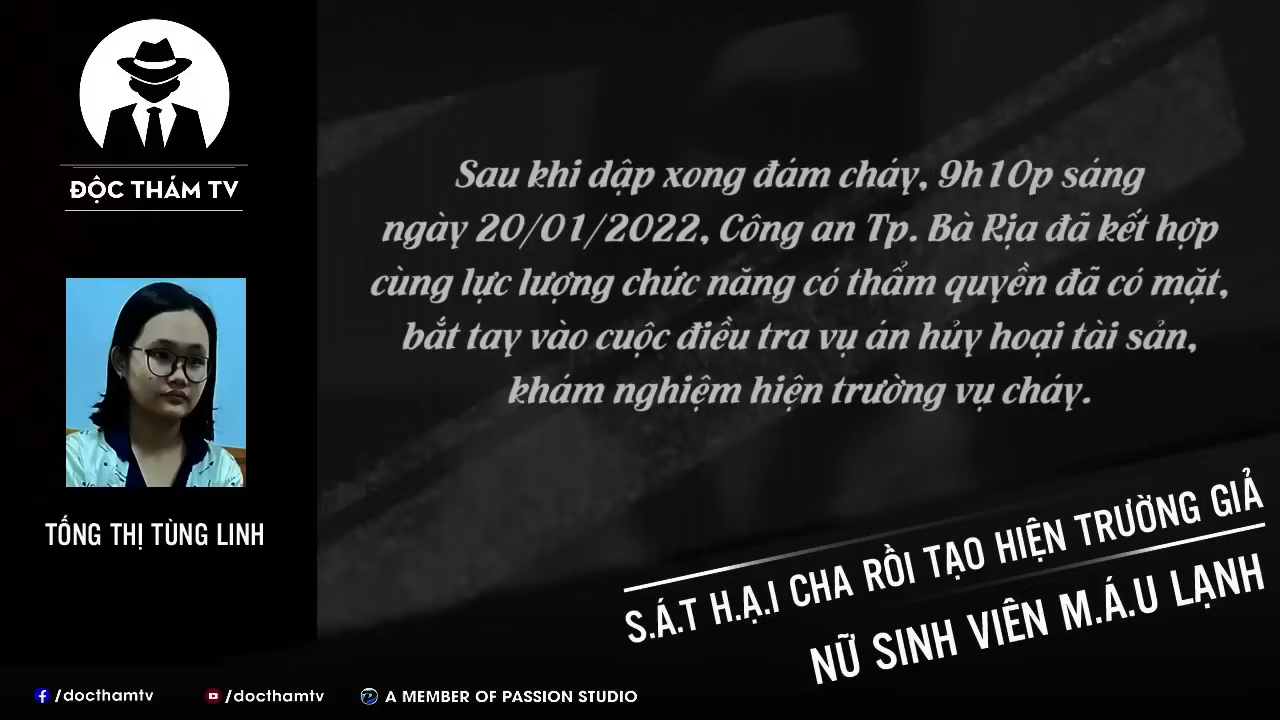 ĐỘC THÁM TV
TỐNG THỊ TÙNG LINH
Sau khi dập xong đám cháy, 9h10p sáng
ngày 20/01/2022, Công an Tp. Bà Rịa đã kết hợp
cùng lực lượng chức năng có thẩm quyền đã có mặt,
bắt tay vào cuộc điều tra vụ án hủy hoại tài sản,
khám nghiệm hiện trường vụ cháy.
S.Á.T H.Ạ.I CHA RỒI TẠO HIỆN TRƯỜNG GIẢ
NỮ SINH VIÊN M.Á.U LẠNH
/docthamtv
/docthamtv
A MEMBER OF PASSION STUDIO